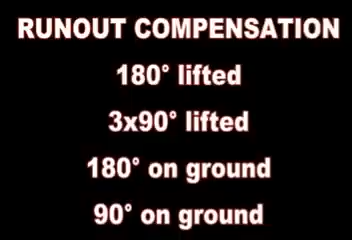 RUNOUT COMPENSATION
180° lifted
3x90° lifted
180° on ground
90° on ground